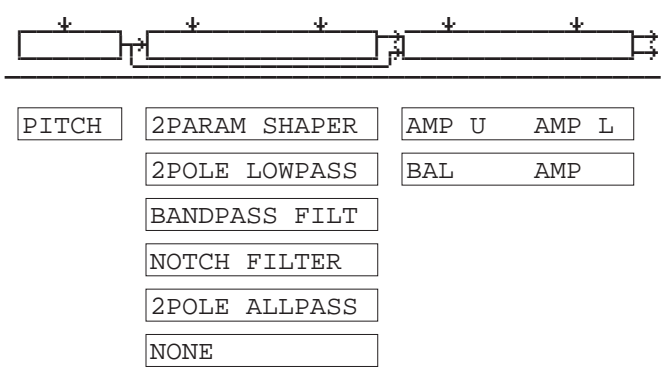 PITCH 2PARAM SHAPER AMP U AMP L
2POLE LOWPASS BAL AMP
BANDPASS FILT
NOTCH FILTER
2POLE ALLPASS
NONE